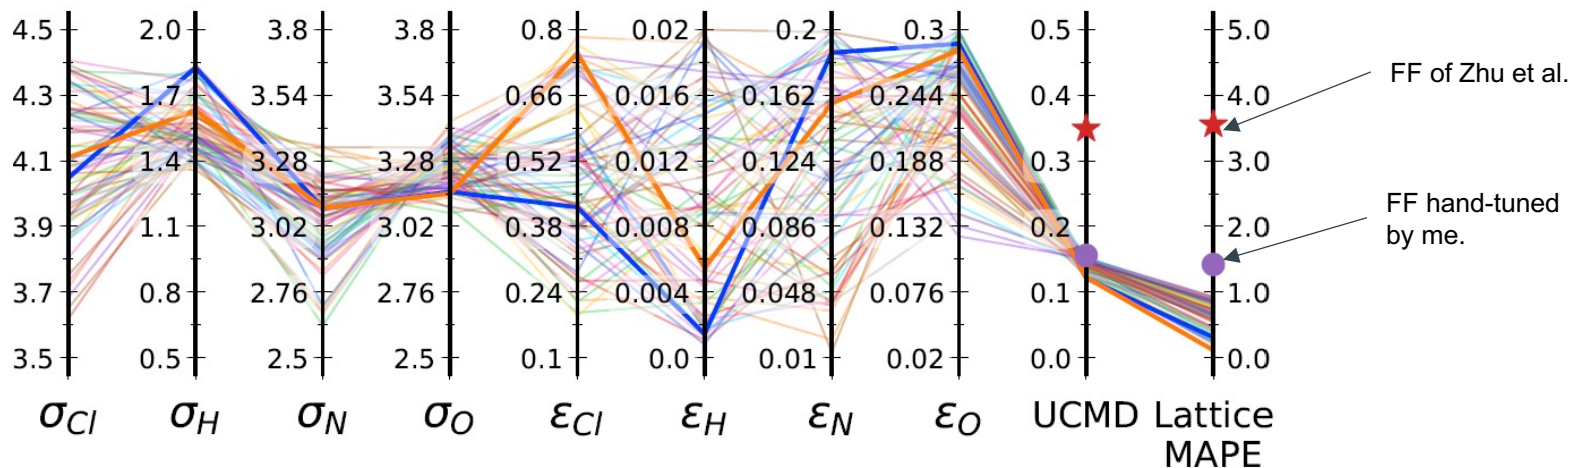 4.5 2.0 3.8 3.8 0.8 0.02 0.2 0.3 0.5 5.0
FF of Zhu et al.
4.3 1.7 3.54 3.54 0.66 0.016 0.162 0.244 0.4 4.0
4.1 1.4 3.28 3.28 0.52 0.012 0.124 0.188 0.3 3.0
FF hand-tuned
by me.
3.9 1.1 3.02 3.02 0.38 0.008 0.086 0.132 0.2 2.0
3.7 0.8 2.76 2.76 0.24 0.004 0.048 0.076 0.1 1.0
3.5 0.5 2.5 2.5 0.1 0.0 0.01 0.02 0.0 0.0
σCl σH σN σO εCl εH εN εO UCMD Lattice
MAPE